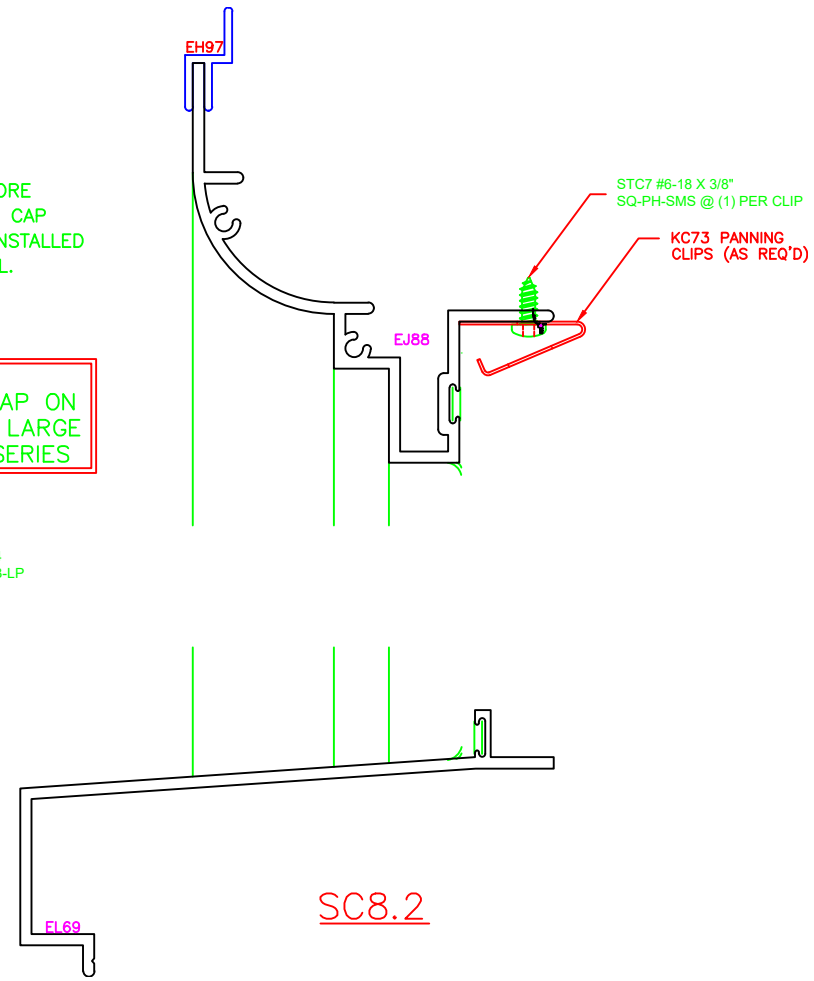 EH97
ORE
CAP
NSTALLED
L.
STC7 #6-18 X 3/8"
SQ-PH-SMS @ (1) PER CLIP
KC73 PANNING
CLIPS (AS REQ'D)
EJ88
AP ON
LARGE
SERIES
-LP
EL69
SC8.2